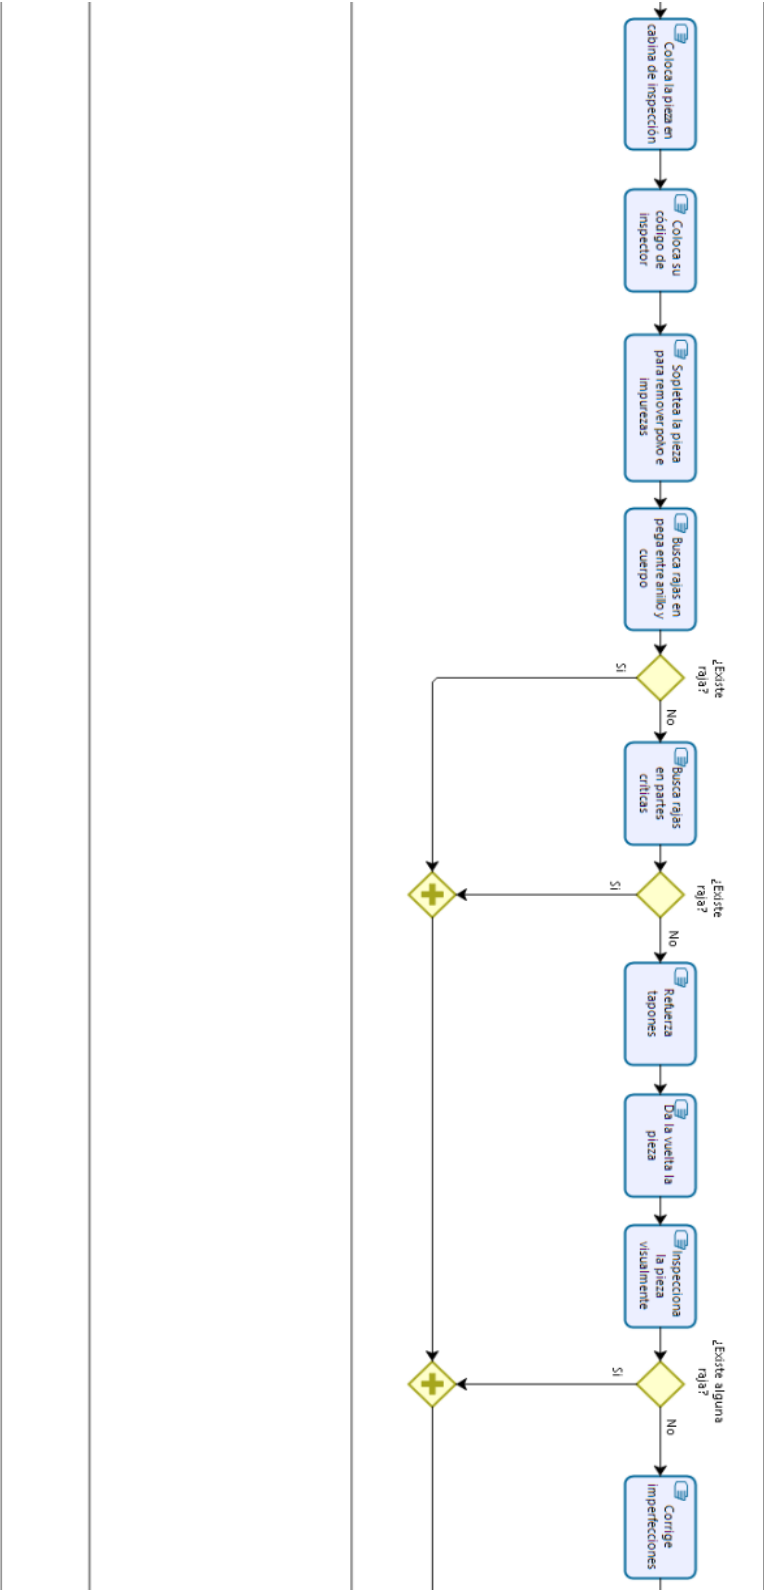 Coloca la pieza en
cabina de inspección
Coloca su
código de
inspector
Sopletea la pieza
para remover polvo e
impurezas
Busca rajas en
pega entre anillo y
cuerpo
¿Existe
raja?
Si
No
Busca rajas
en partes
críticas
¿Existe
raja?
Si
No
Refuerza
tapones
Da la vuelta la
pieza
Inspecciona
la pieza
visualmente
¿Existe alguna
raja?
Si
No
Corrige
imperfecciones